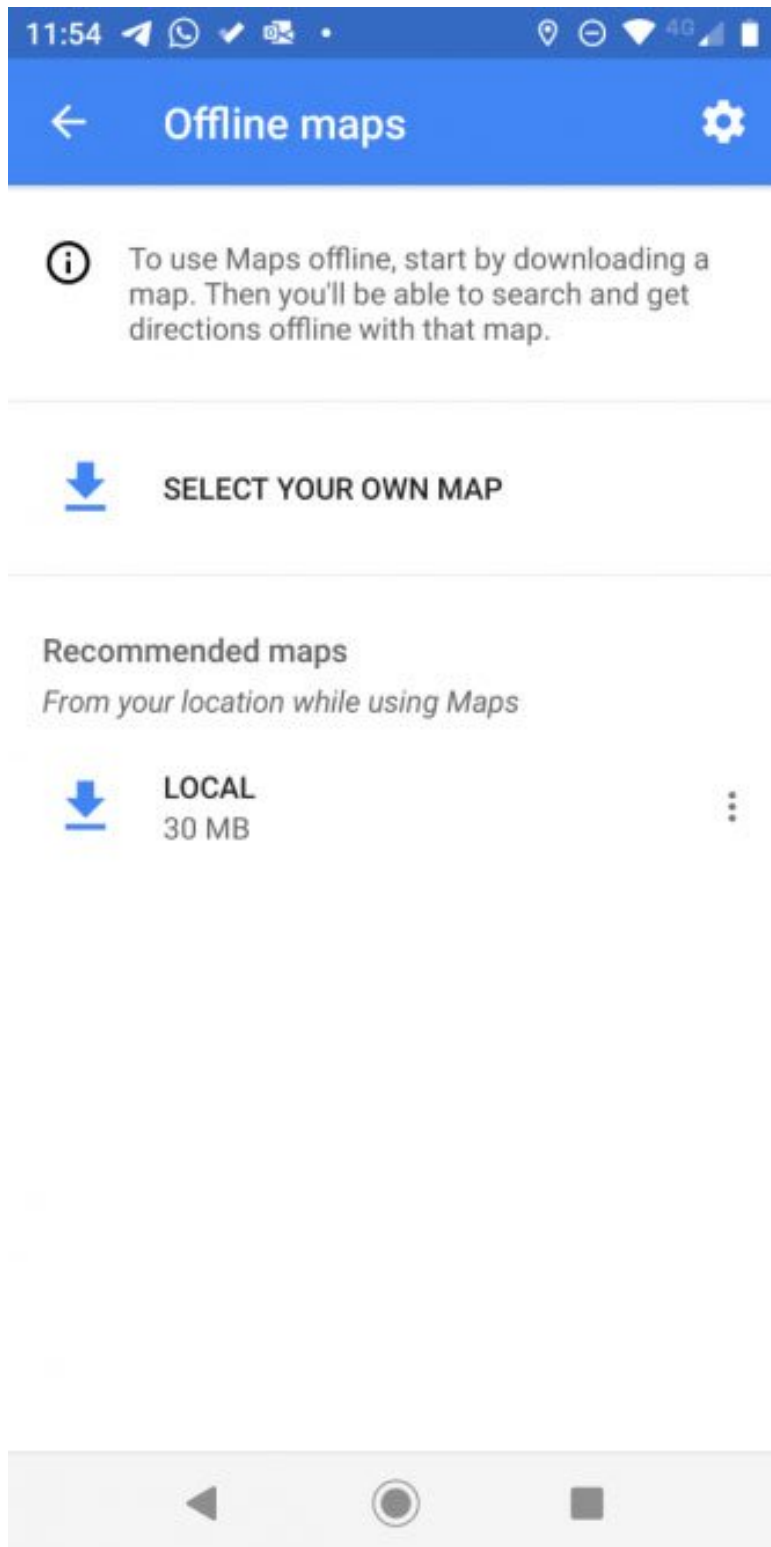 11:54
4G
Offline maps
To use Maps offline, start by downloading a
map. Then you'll be able to search and get
directions offline with that map.
SELECT YOUR OWN MAP
Recommended maps
From your location while using Maps
LOCAL
30 MB